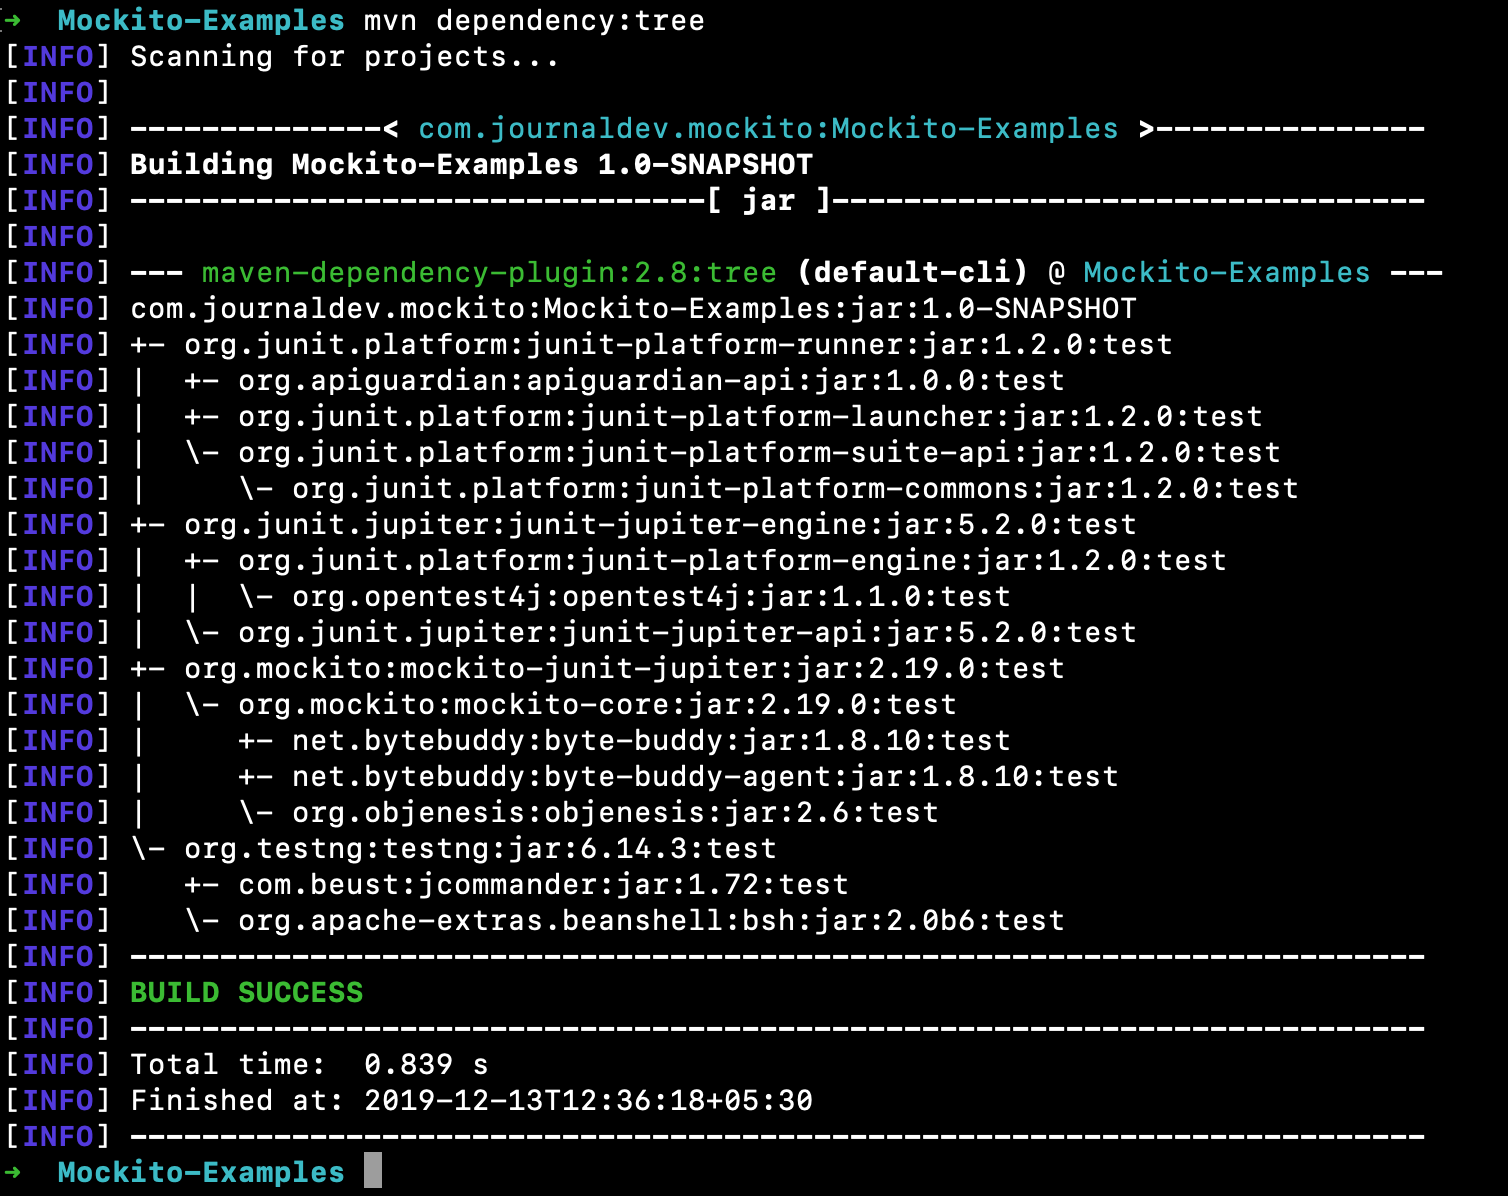 ➜  Mockito-Examples mvn dependency:tree
[INFO] Scanning for projects...
[INFO]
[INFO] --------------< com.journaldev.mockito:Mockito-Examples >---------------
[INFO] Building Mockito-Examples 1.0-SNAPSHOT
[INFO] --------------------------------[ jar ]---------------------------------
[INFO]
[INFO] --- maven-dependency-plugin:2.8:tree (default-cli) @ Mockito-Examples ---
[INFO] com.journaldev.mockito:Mockito-Examples:jar:1.0-SNAPSHOT
[INFO] +- org.junit.platform:junit-platform-runner:jar:1.2.0:test
[INFO] |  +- org.apiguardian:apiguardian-api:jar:1.0.0:test
[INFO] |  +- org.junit.platform:junit-platform-launcher:jar:1.2.0:test
[INFO] |  \- org.junit.platform:junit-platform-suite-api:jar:1.2.0:test
[INFO] |     \- org.junit.platform:junit-platform-commons:jar:1.2.0:test
[INFO] +- org.junit.jupiter:junit-jupiter-engine:jar:5.2.0:test
[INFO] |  +- org.junit.platform:junit-platform-engine:jar:1.2.0:test
[INFO] |  |  \- org.opentest4j:opentest4j:jar:1.1.0:test
[INFO] |  \- org.junit.jupiter:junit-jupiter-api:jar:5.2.0:test
[INFO] +- org.mockito:mockito-junit-jupiter:jar:2.19.0:test
[INFO] |  \- org.mockito:mockito-core:jar:2.19.0:test
[INFO] |     +- net.bytebuddy:byte-buddy:jar:1.8.10:test
[INFO] |     +- net.bytebuddy:byte-buddy-agent:jar:1.8.10:test
[INFO] |     \- org.objenesis:objenesis:jar:2.6:test
[INFO] \- org.testng:testng:jar:6.14.3:test
[INFO]    +- com.beust:jcommander:jar:1.72:test
[INFO]    \- org.apache-extras.beanshell:bsh:jar:2.0b6:test
[INFO] ------------------------------------------------------------------------
[INFO] BUILD SUCCESS
[INFO] ------------------------------------------------------------------------
[INFO] Total time:  0.839 s
[INFO] Finished at: 2019-12-13T12:36:18+05:30
[INFO] ------------------------------------------------------------------------
➜  Mockito-Examples